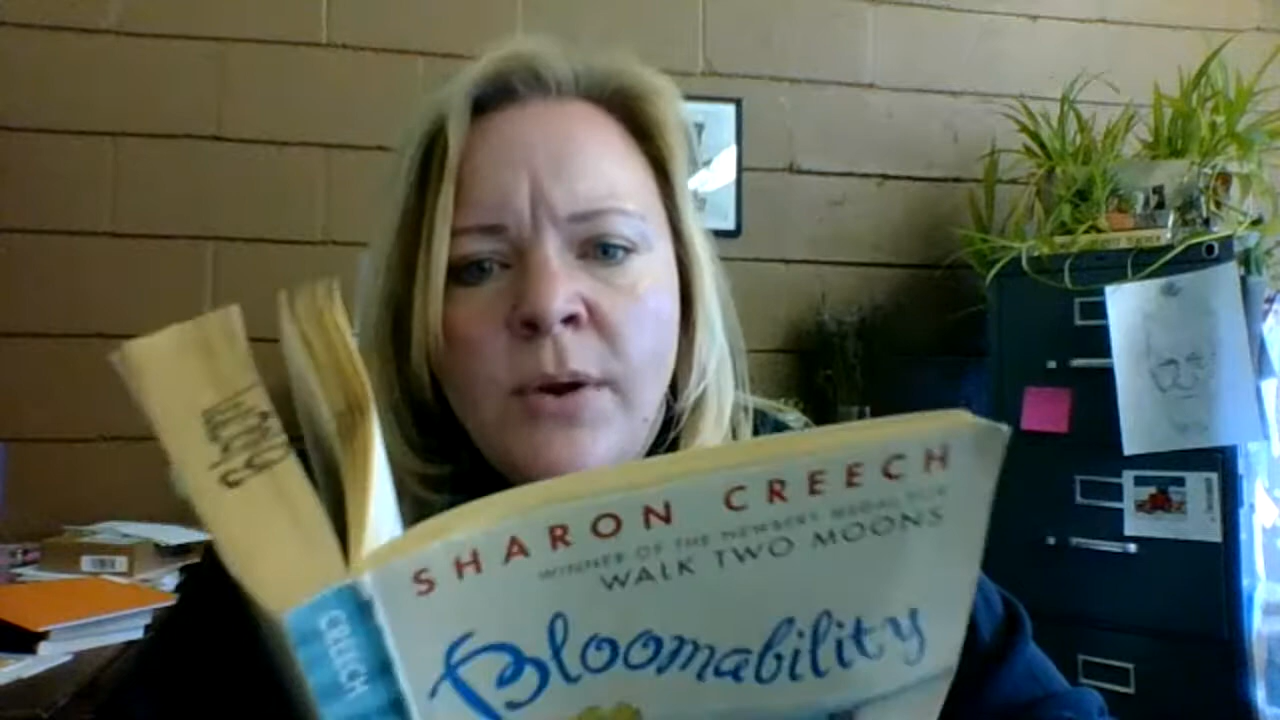 SHARON CREECH
WINNER OF THE NEWBERY MEDAL FOR
WALK TWO MOONS
Bloomability
CREECH